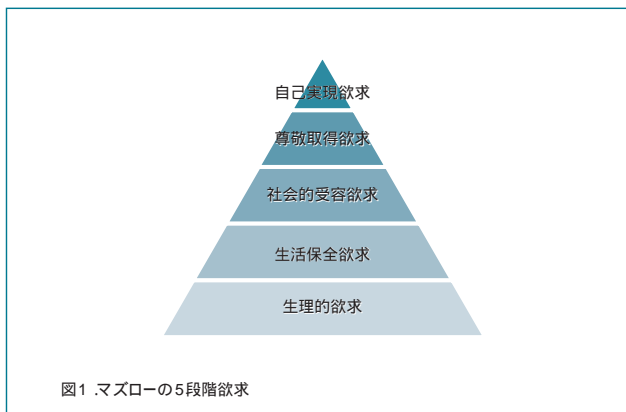 自己実現欲求
尊敬取得欲求
社会的受容欲求
生活保全欲求
生理的欲求
図1 .マズローの5段階欲求